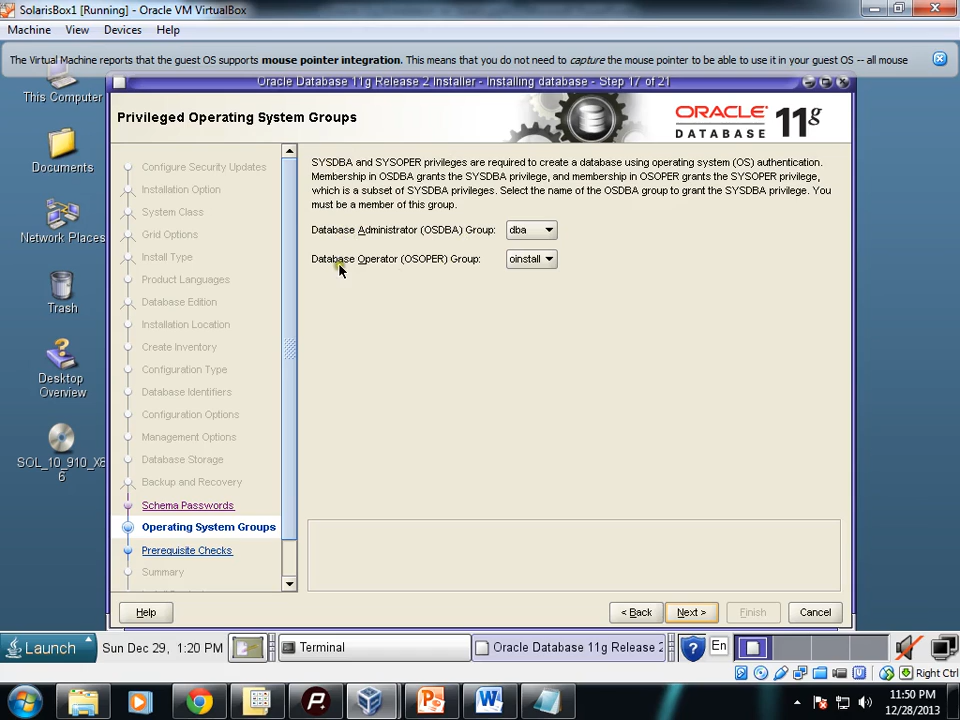 SolarisBox1 [Running] - Oracle VM VirtualBox
Machine View Devices Help
The Virtual Machine reports that the guest OS supports mouse pointer integration. This means that you do not need to capture the mouse pointer to be able to use it in your guest OS -- all mouse
This Computer
Documents
Network Places
Trash
Desktop
Overview
SOL_10_910_X8
6
Oracle Database 11g Release 2 Installer - Installing database - Step 17 of 21
Privileged Operating System Groups
ORACLE
DATABASE 11g
Configure Security Updates
Installation Option
System Class
Grid Options
Install Type
Product Languages
Database Edition
Installation Location
Create Inventory
Configuration Type
Database Identifiers
Configuration Options
Management Options
Database Storage
Backup and Recovery
Schema Passwords
Operating System Groups
Prerequisite Checks
Summary
SYSDBA and SYSOPER privileges are required to create a database using operating system (OS) authentication.
Membership in OSDBA grants the SYSDBA privilege, and membership in OSOPER grants the SYSOPER privilege,
which is a subset of SYSDBA privileges. Select the name of the OSDBA group to grant the SYSDBA privilege. You
must be a member of this group.
Database Administrator (OSDBA) Group: dba
Database Operator (OSOPER) Group: oinstall
Help
< Back
Next >
Finish
Cancel
Launch
Sun Dec 29, 1:20 PM
Terminal
Oracle Database 11g Release 2
En
Right Ctrl
11:50 PM
12/28/2013